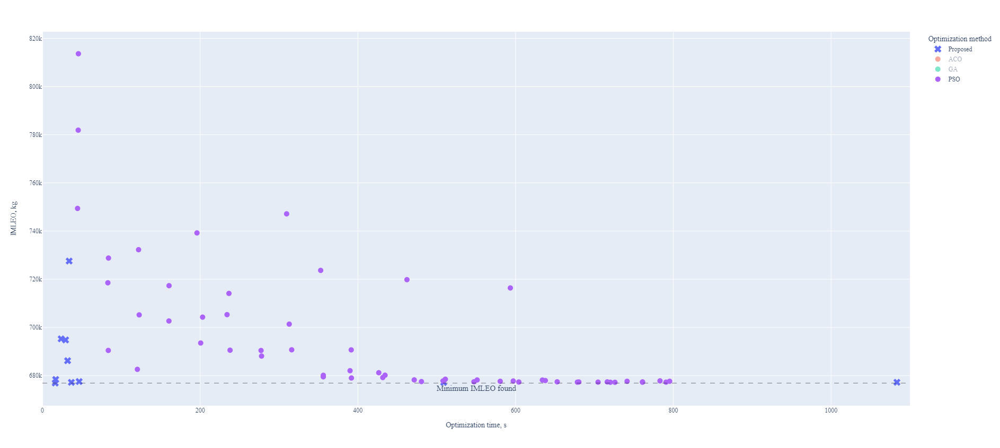 Optimization method
Proposed
ACO
GA
PSO
820k
800k
780k
760k
740k
720k
700k
680k
IMLEO, kg
Minimum IMLEO found
0 200 400 600 800 1000
Optimization time, s